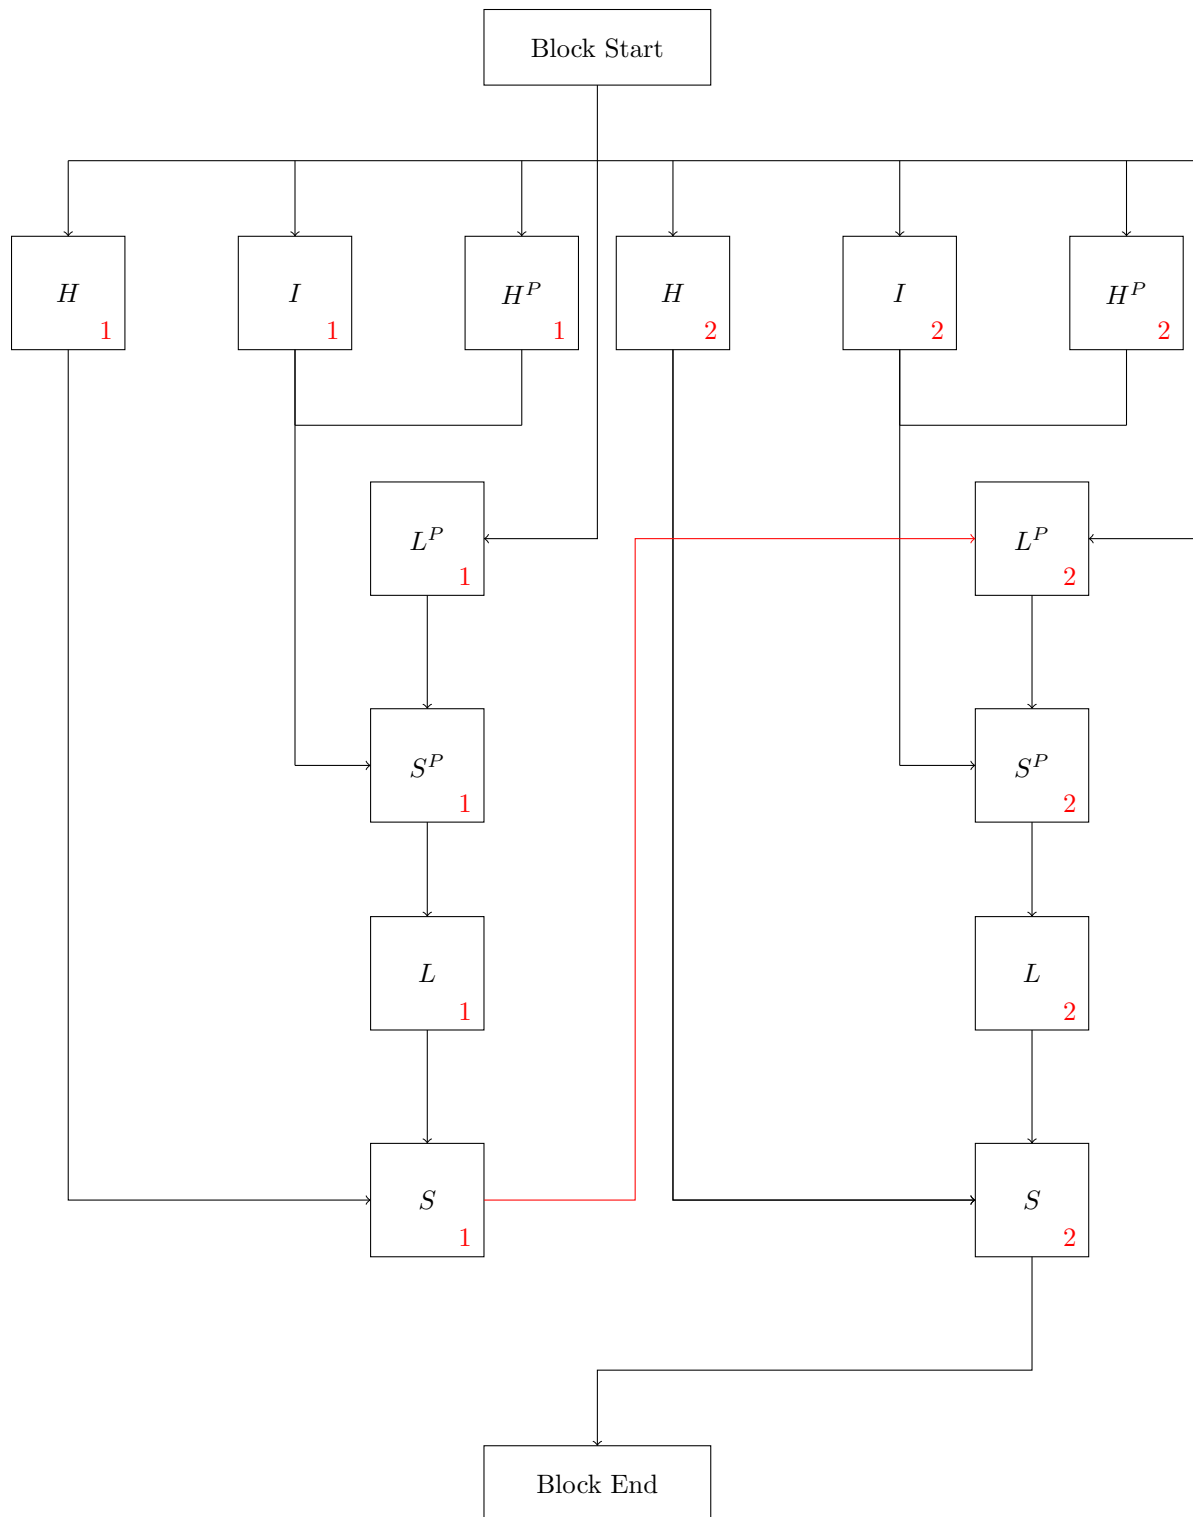 Block Start
H I H^P H I H^P
1 1 1 2 2 2
L^P L^P
1 2
S^P S^P
1 2
L L
1 2
S S
1 2
Block End